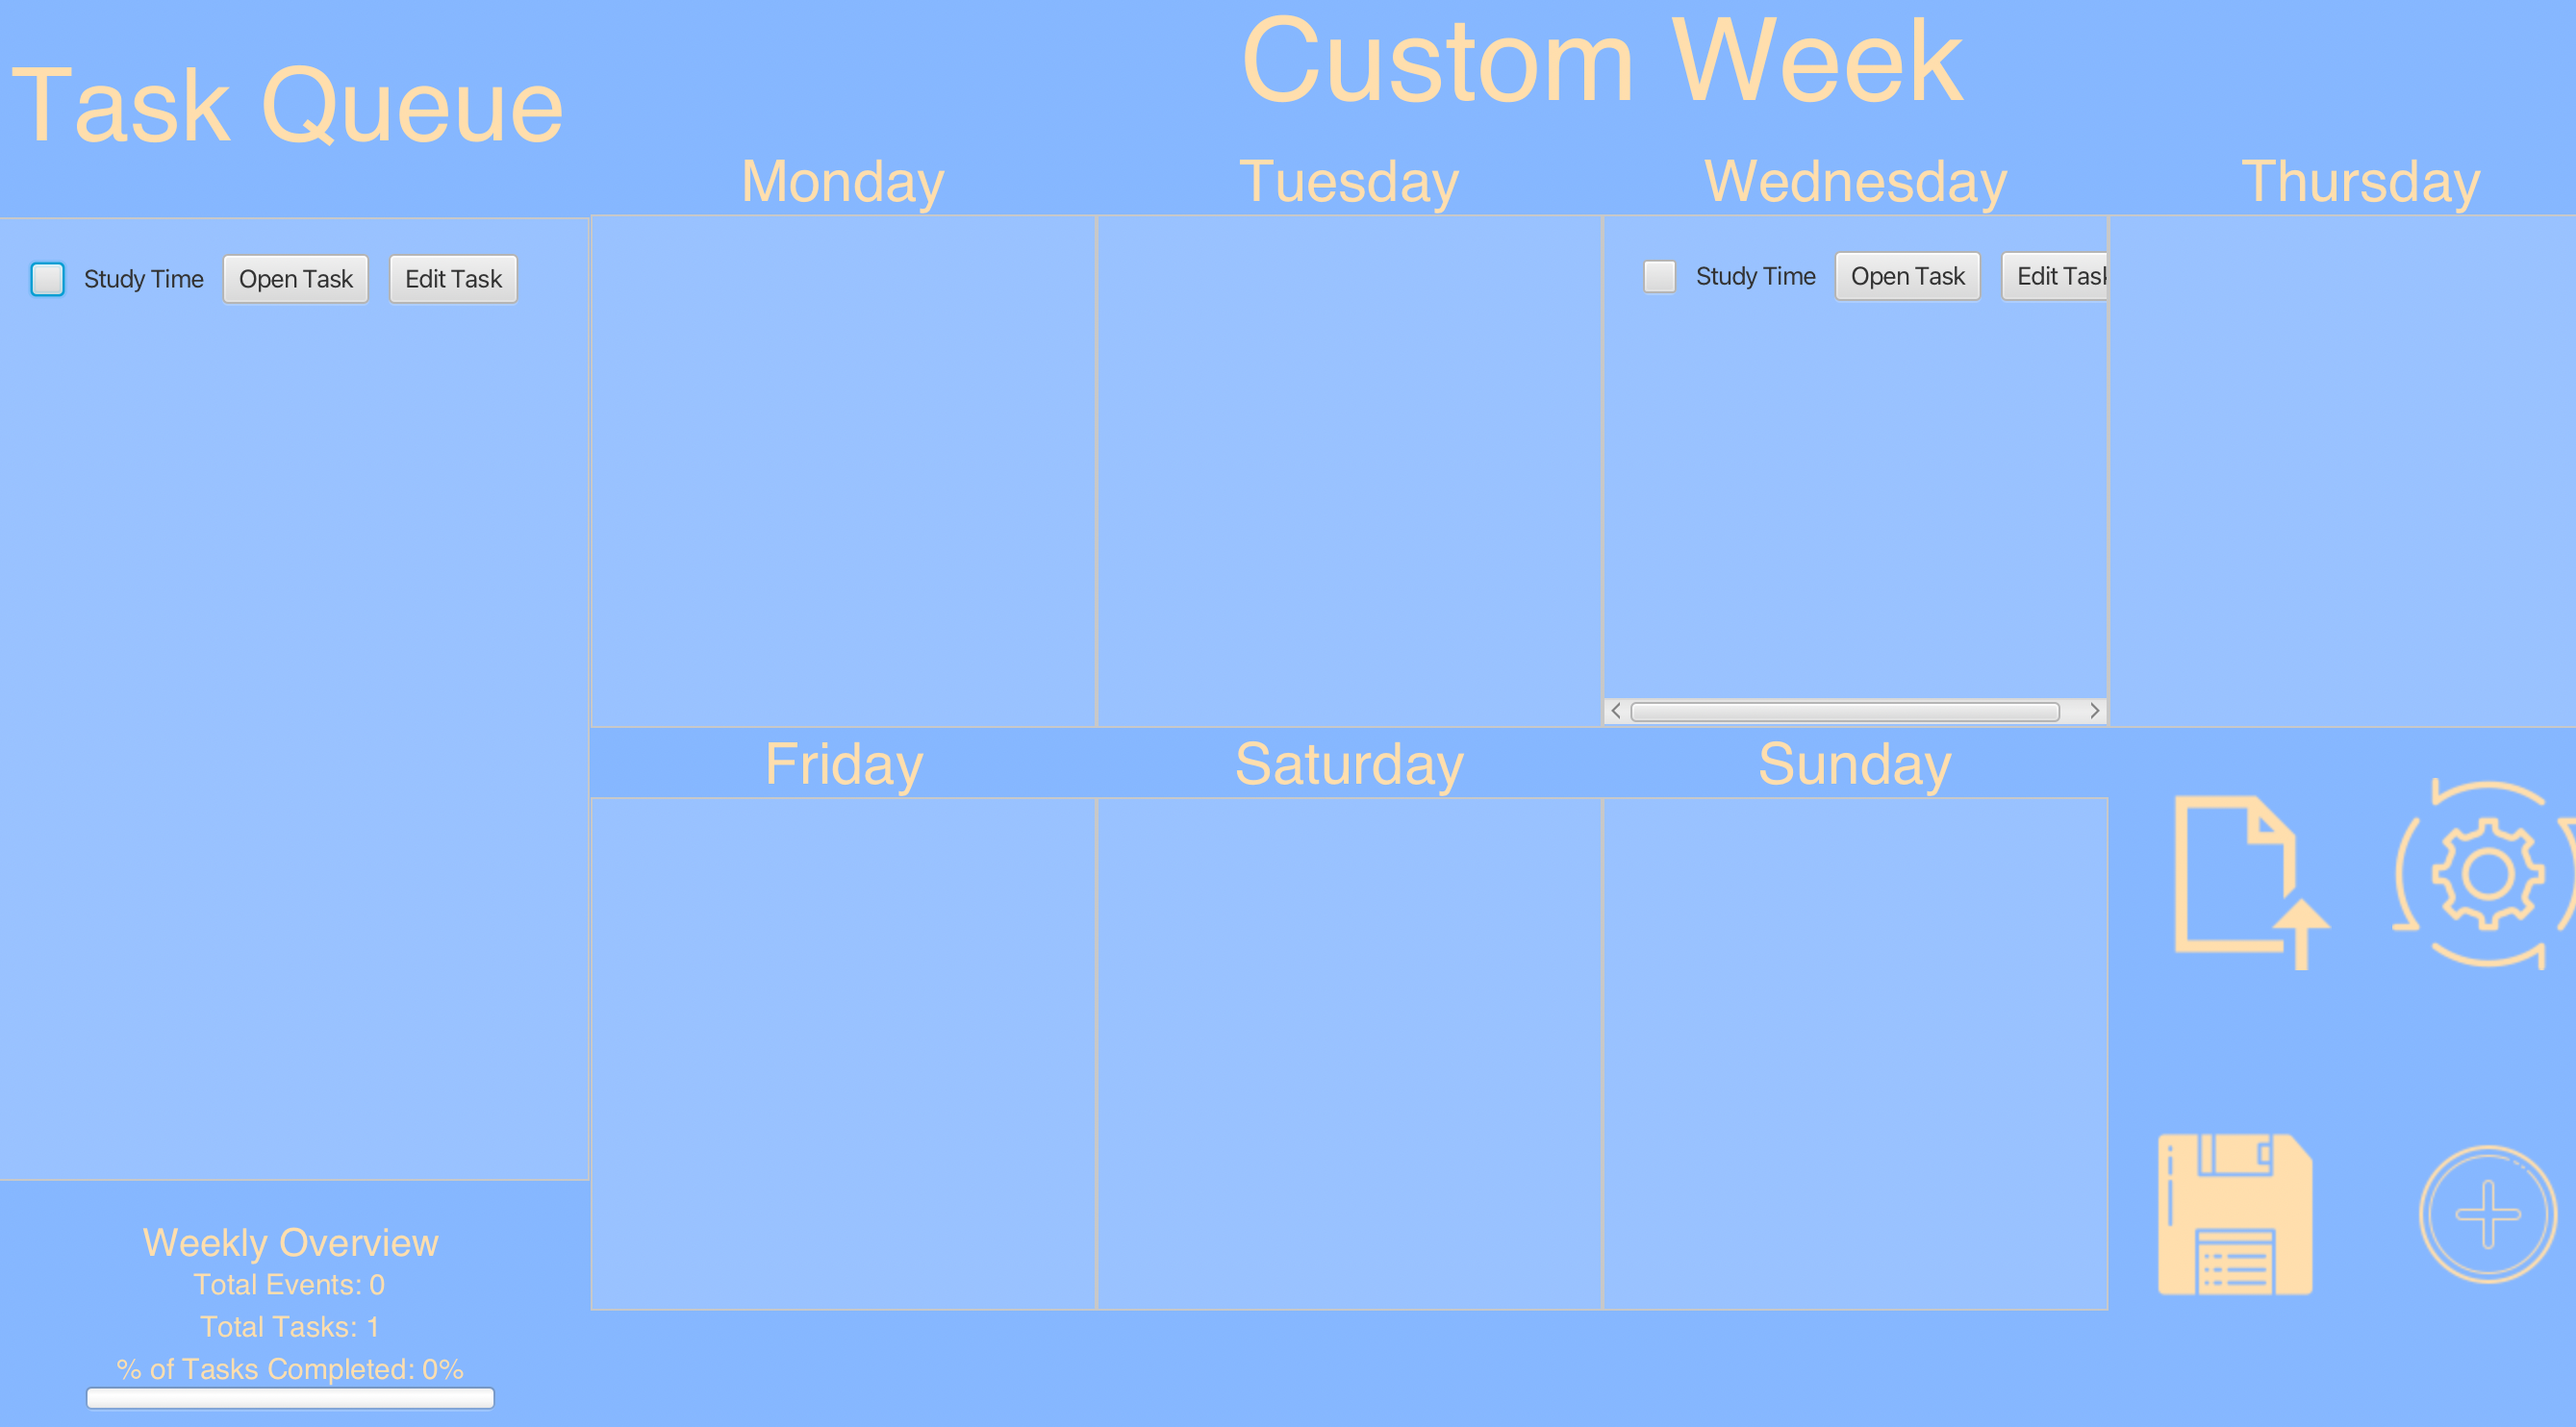 Custom Week
Task Queue
Monday Tuesday Wednesday Thursday
Study Time Open Task Edit Task
Study Time Open Task Edit
Friday Saturday Sunday
Weekly Overview
Total Events: 0
Total Tasks: 1
% of Tasks Completed: 0%